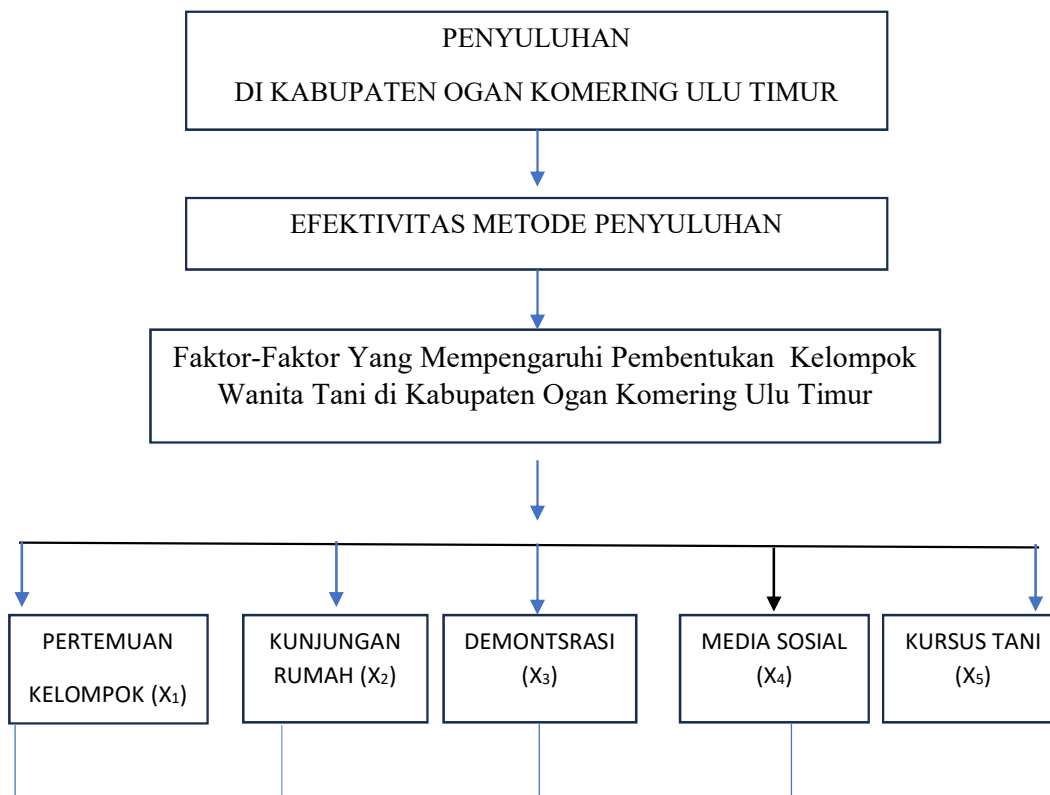 PENYULUHAN
DI KABUPATEN OGAN KOMERING ULU TIMUR
EFEKTIVITAS METODE PENYULUHAN
Faktor-Faktor Yang Mempengaruhi Pembentukan Kelompok
Wanita Tani di Kabupaten Ogan Komering Ulu Timur
PERTEMUAN
KELOMPOK (X₁)
KUNJUNGAN
RUMAH (X₂)
DEMONTSRASI
(X₃)
MEDIA SOSIAL
(X₄)
KURSUS TANI
(X₅)